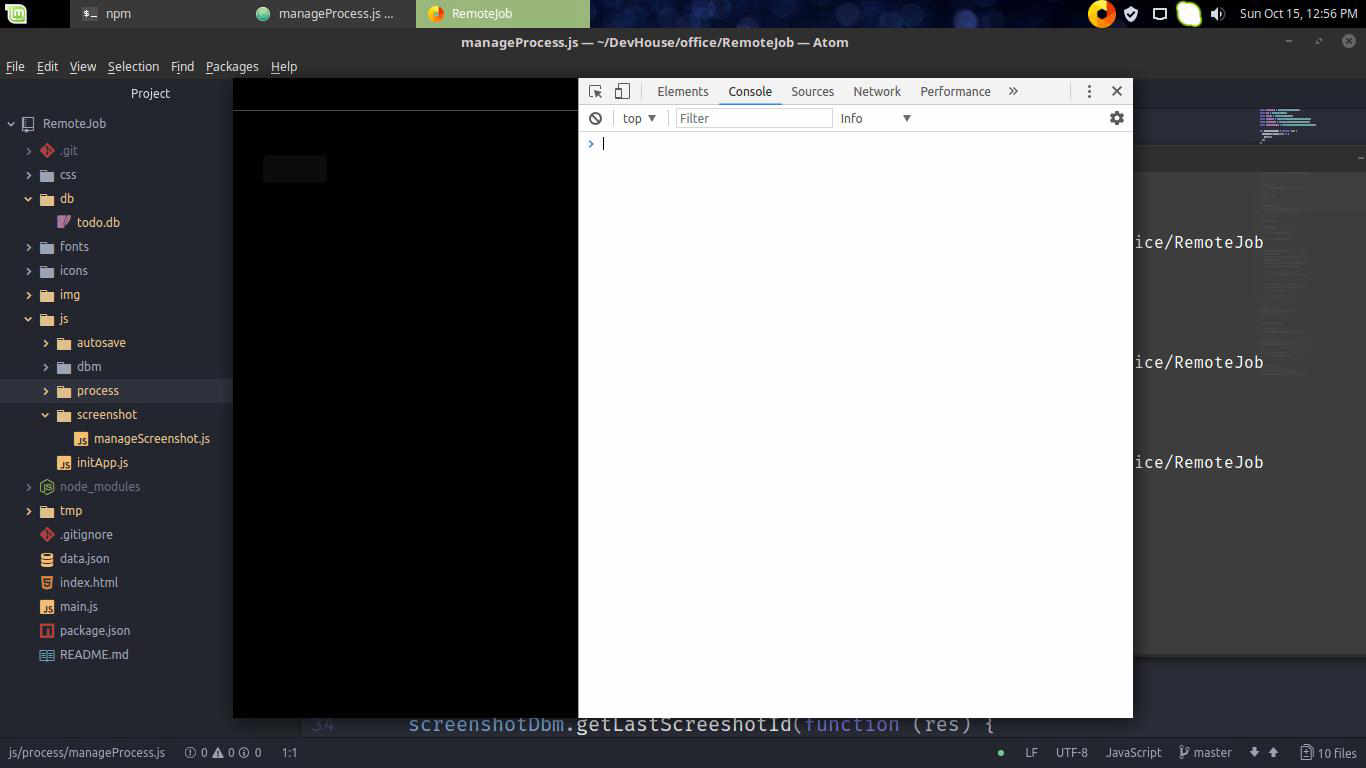 npm
manageProcess.js ...
RemoteJob
Sun Oct 15, 12:56 PM
manageProcess.js — ~/DevHouse/office/RemoteJob — Atom
File Edit View Selection Find Packages Help
Project
RemoteJob
.git
css
db
todo.db
fonts
icons
img
js
autosave
dbm
process
screenshot
manageScreenshot.js
initApp.js
node_modules
tmp
.gitignore
data.json
index.html
main.js
package.json
README.md
Elements Console Sources Network Performance »
top ▼ Filter Info ▼
>
ice/RemoteJob
ice/RemoteJob
ice/RemoteJob
34 screenshotDbm.getLastScreeshotId(function (res) {
js/process/manageProcess.js 0 0 0 1:1 LF UTF-8 JavaScript master 10 files